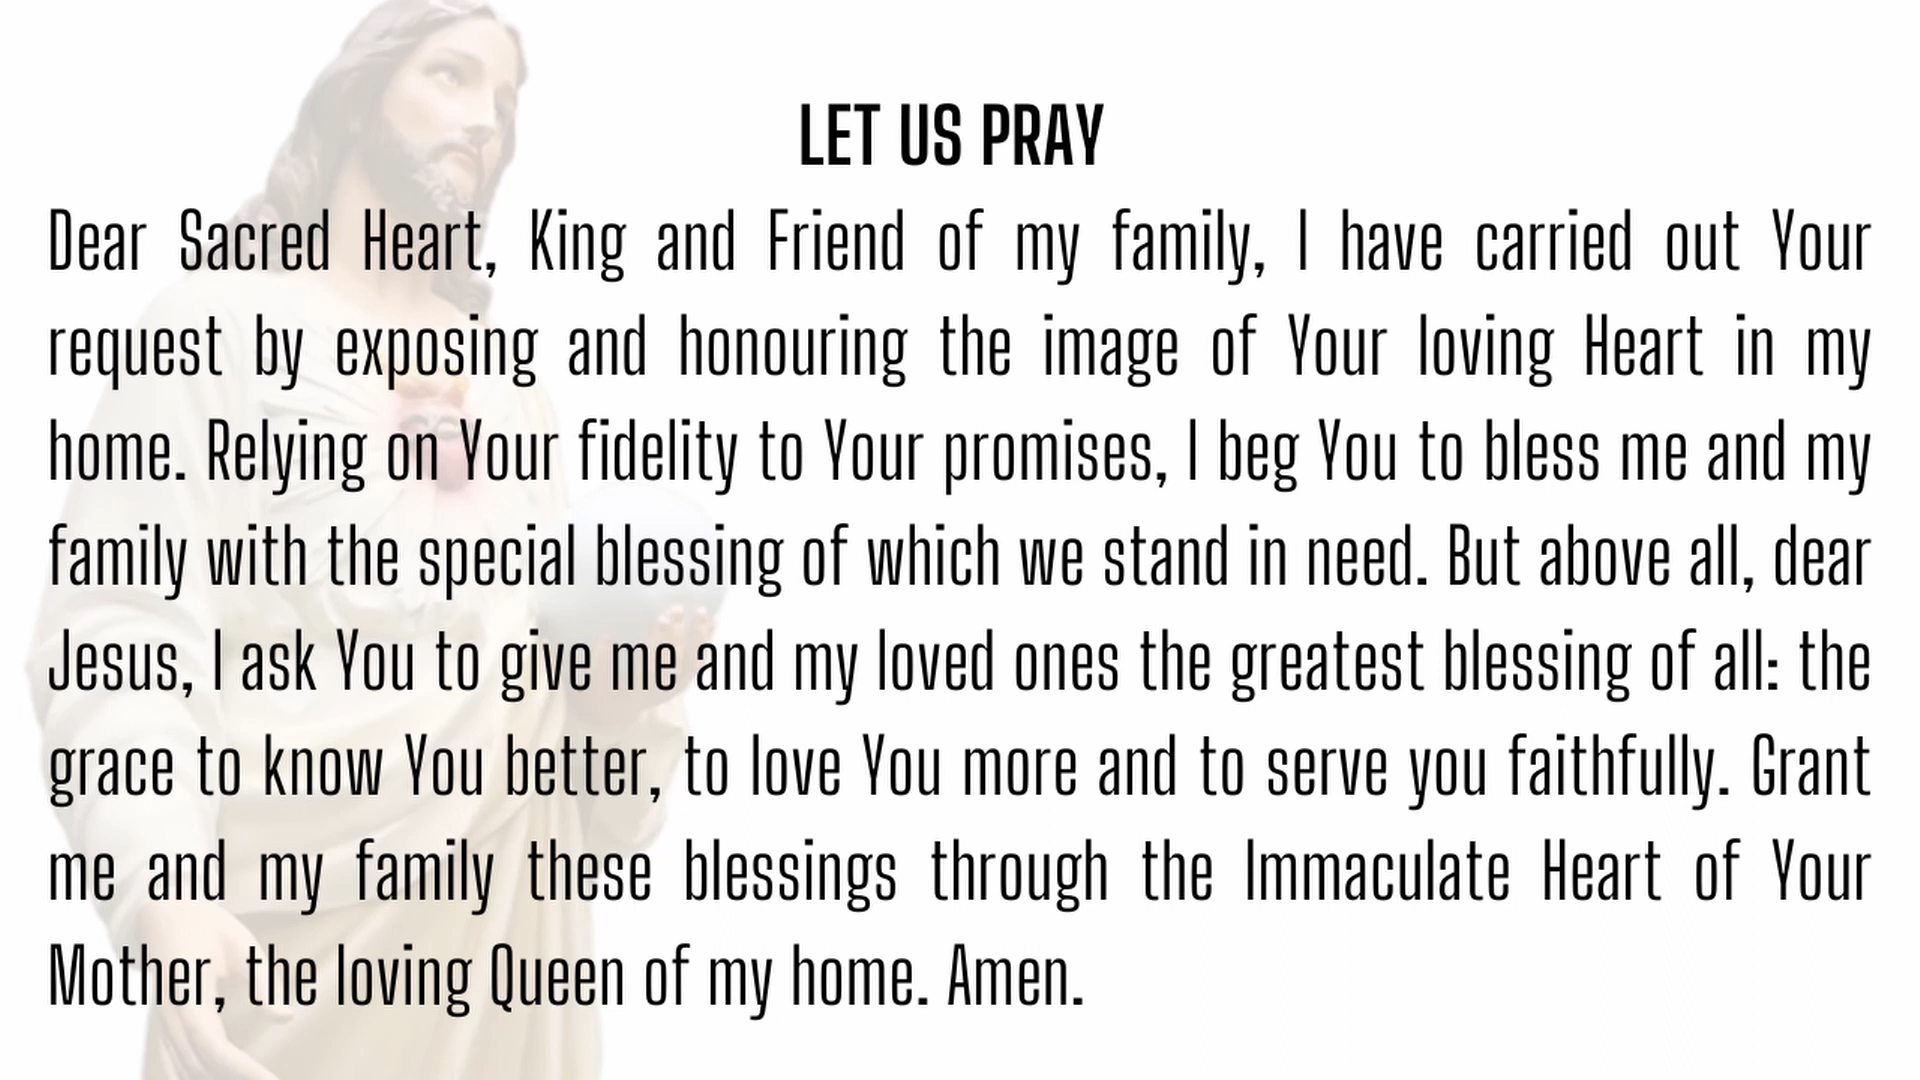 LET US PRAY
Dear Sacred Heart, King and Friend of my family, I have carried out Your
request by exposing and honouring the image of Your loving Heart in my
home. Relying on Your fidelity to Your promises, I beg You to bless me and my
family with the special blessing of which we stand in need. But above all, dear
Jesus, I ask You to give me and my loved ones the greatest blessing of all: the
grace to know You better, to love You more and to serve you faithfully. Grant
me and my family these blessings through the Immaculate Heart of Your
Mother, the loving Queen of my home. Amen.